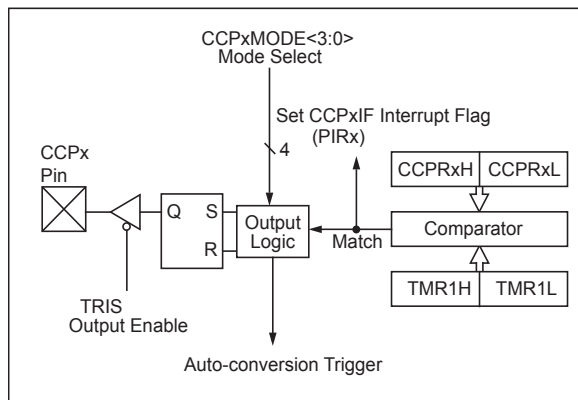 CCPxMODE<3:0>
Mode Select
Set CCPxIF Interrupt Flag
(PIRx)
4
CCPx
Pin
CCPRxH CCPRxL
Q S
R
Output
Logic
Match
Comparator
TRIS
Output Enable
TMR1H TMR1L
Auto-conversion Trigger